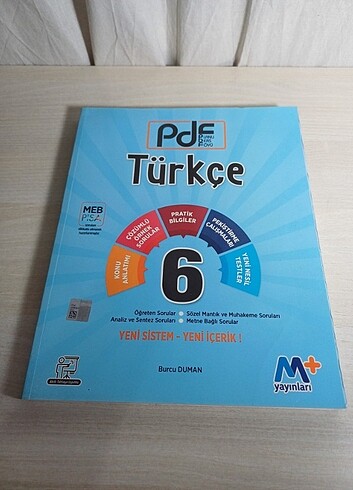 Pdf
Türkçe
MEB
PISA
KONU
ANLATIMI
ÇÖZÜMLÜ
ÖRNEK
SORULAR
PRATİK
BİLGİLER
PEKİŞTİRME
ÇALIŞMALARI
YENİ NESİL
TESTLER
6
Öğreten Sorular
Sözel Mantık ve Muhakeme Soruları
Analiz ve Sentez Soruları
Metne Bağlı Sorular
YENİ SİSTEM - YENİ İÇERİK !
Burcu DUMAN
M+
yayınları